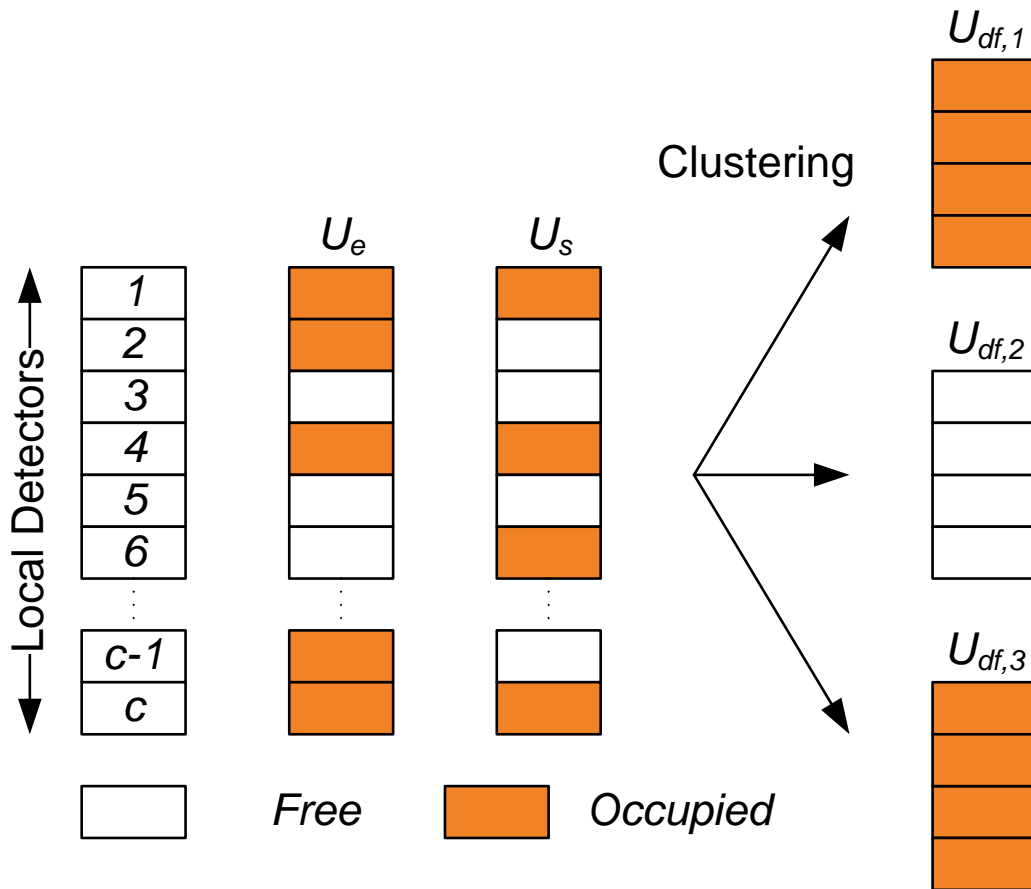 U_df,1
Clustering
U_e U_s
Local Detectors
1
2
3
4
5
6
c-1
c
U_df,2
U_df,3
Free Occupied